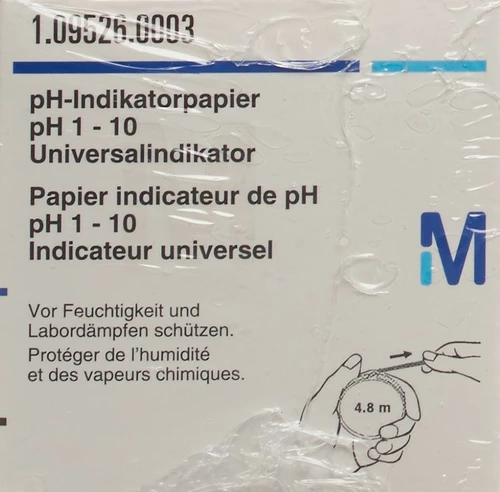 1.09526.0003
pH-Indikatorpapier
pH 1 - 10
Universalindikator
Papier indicateur de pH
pH 1 - 10
Indicateur universel
M
Vor Feuchtigkeit und
Labordämpfen schützen.
Protéger de l'humidité
et des vapeurs chimiques.
4.8 m